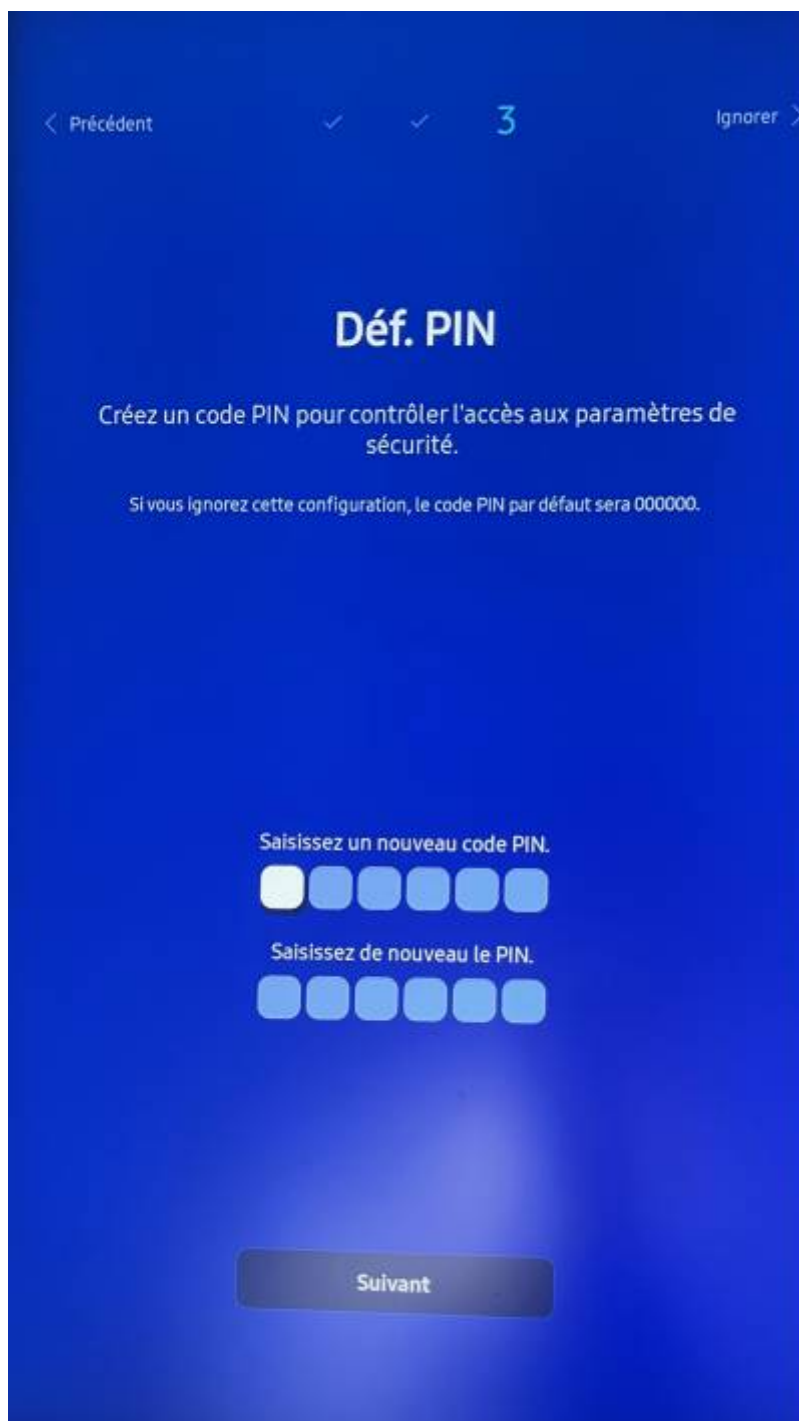 Précédent
3
Ignorer
Déf. PIN
Créez un code PIN pour contrôler l'accès aux paramètres de
sécurité.
Si vous ignorez cette configuration, le code PIN par défaut sera 000000.
Saisissez un nouveau code PIN.
Saisissez de nouveau le PIN.
Suivant